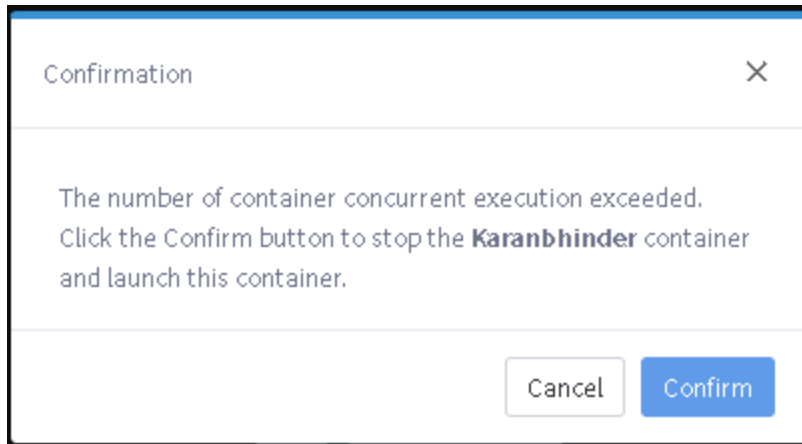 Confirmation
The number of container concurrent execution exceeded.
Click the Confirm button to stop the Karanbhinder container
and launch this container.
Cancel
Confirm